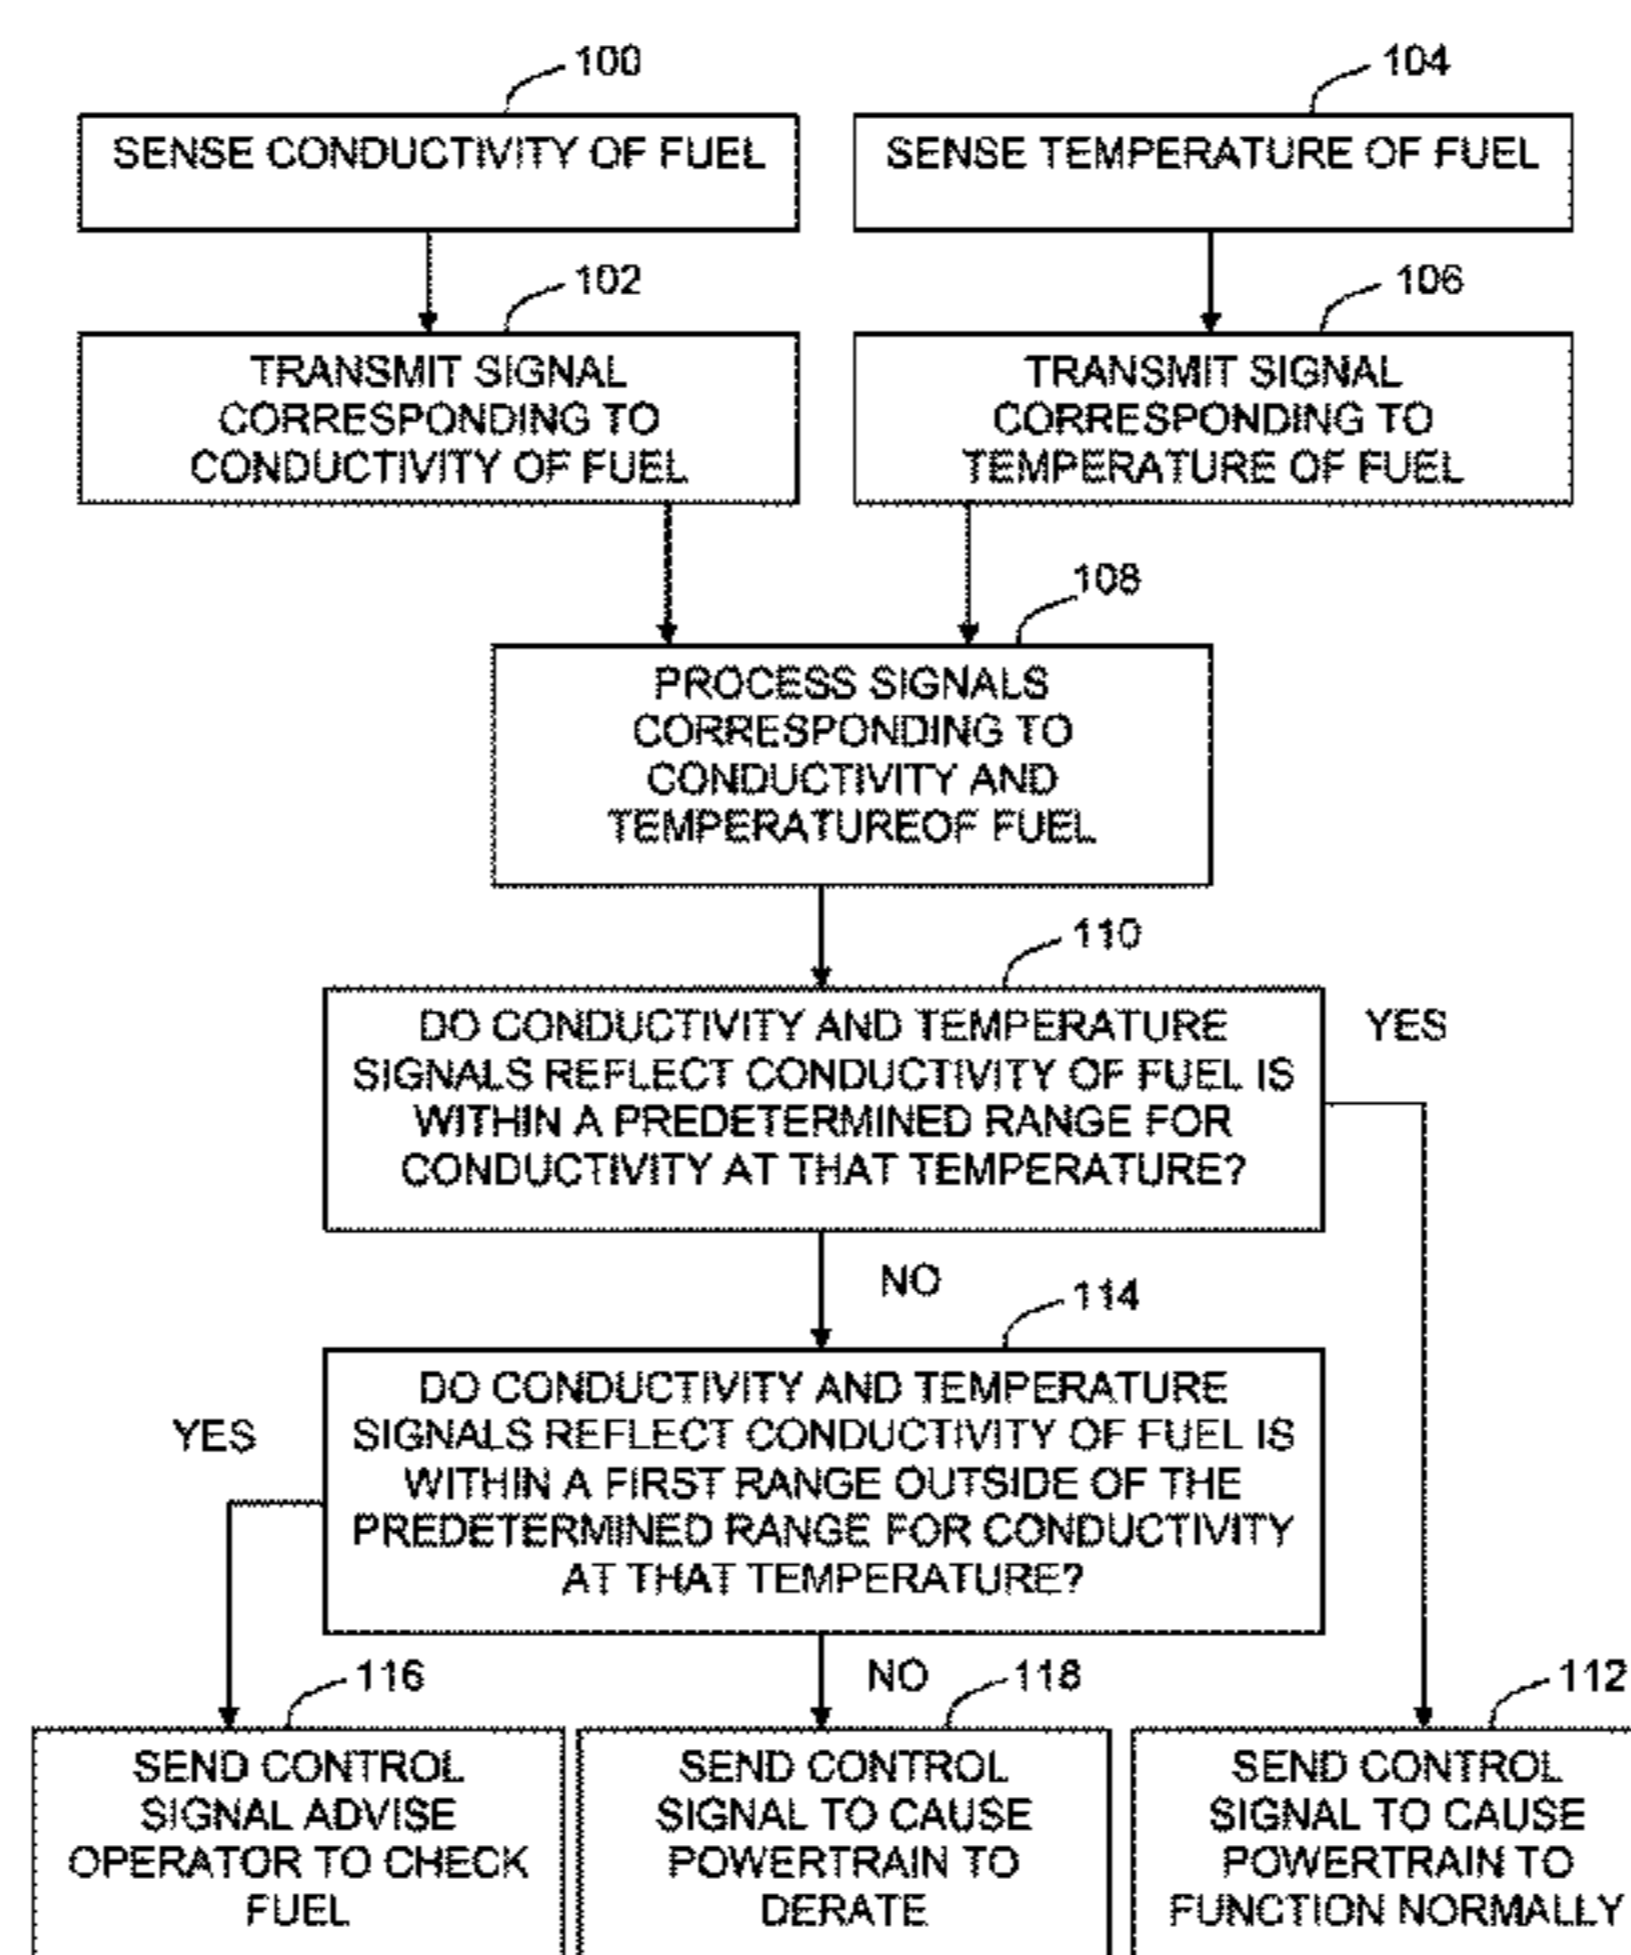 100
SENSE CONDUCTIVITY OF FUEL
104
SENSE TEMPERATURE OF FUEL
102
TRANSMIT SIGNAL
CORRESPONDING TO
CONDUCTIVITY OF FUEL
106
TRANSMIT SIGNAL
CORRESPONDING TO
TEMPERATURE OF FUEL
108
PROCESS SIGNALS
CORRESPONDING TO
CONDUCTIVITY AND
TEMPERATUREOF FUEL
110
DO CONDUCTIVITY AND TEMPERATURE
SIGNALS REFLECT CONDUCTIVITY OF FUEL IS
WITHIN A PREDETERMINED RANGE FOR
CONDUCTIVITY AT THAT TEMPERATURE?
YES
NO
114
DO CONDUCTIVITY AND TEMPERATURE
SIGNALS REFLECT CONDUCTIVITY OF FUEL IS
WITHIN A FIRST RANGE OUTSIDE OF THE
PREDETERMINED RANGE FOR CONDUCTIVITY
AT THAT TEMPERATURE?
YES
NO
116
SEND CONTROL
SIGNAL ADVISE
OPERATOR TO CHECK
FUEL
118
SEND CONTROL
SIGNAL TO CAUSE
POWERTRAIN TO
DERATE
112
SEND CONTROL
SIGNAL TO CAUSE
POWERTRAIN TO
FUNCTION NORMALLY